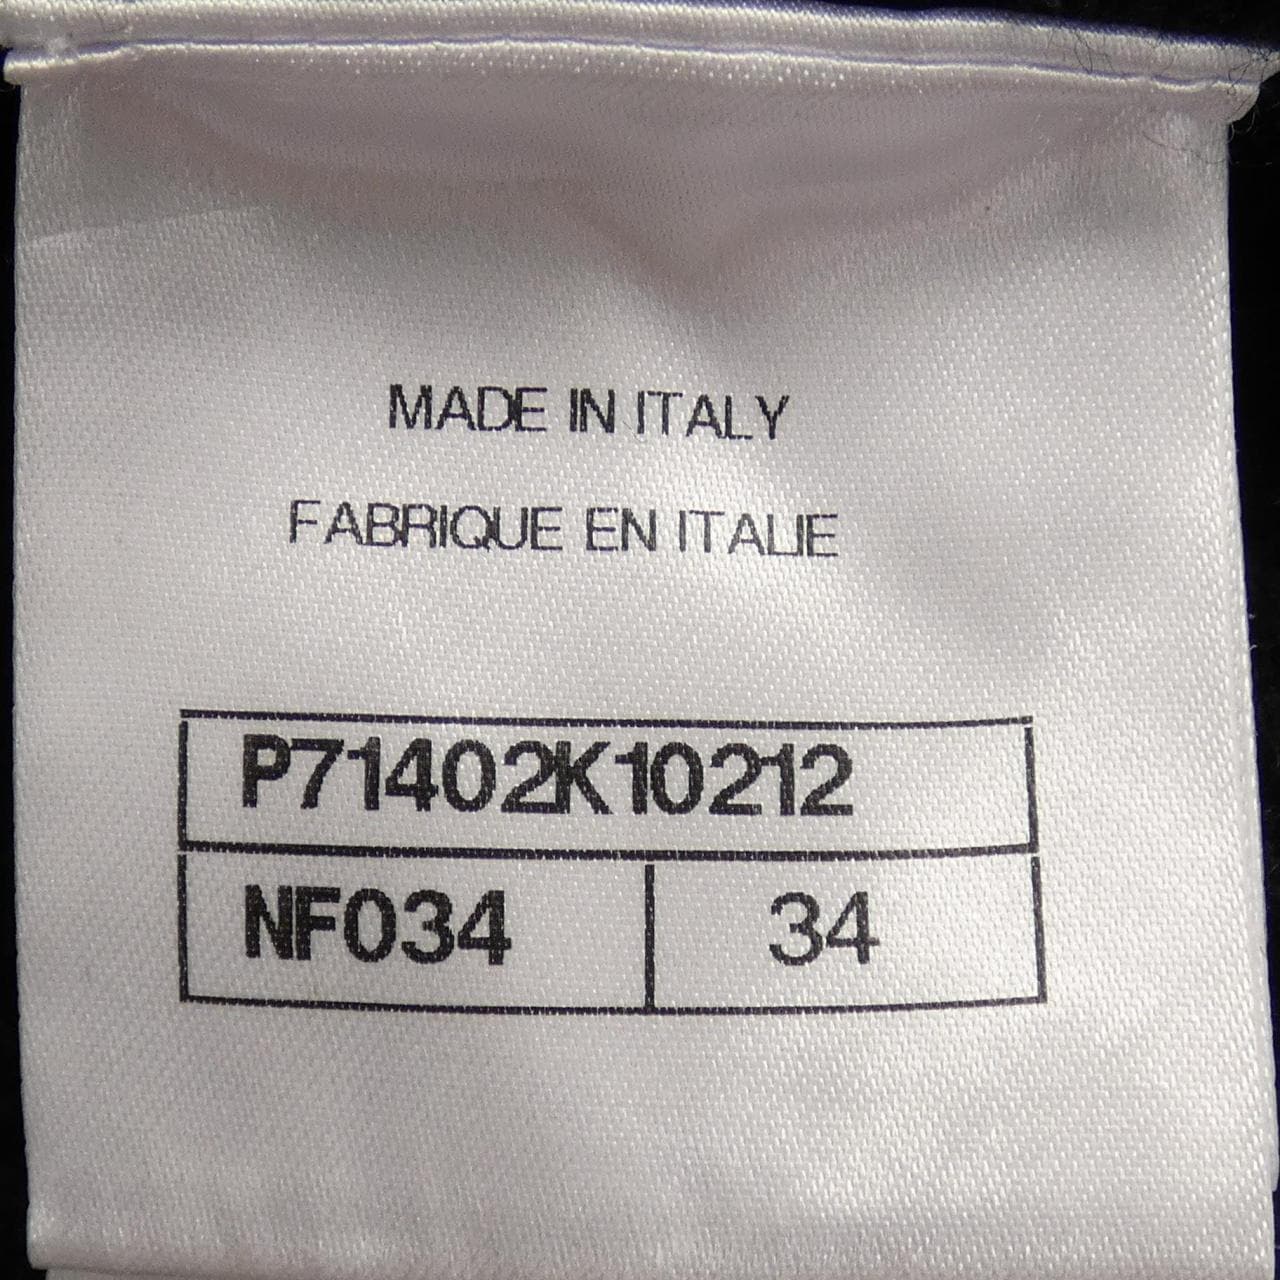 MADE IN ITALY
FABRIQUE EN ITALIE
P71402K10212
NF034 34